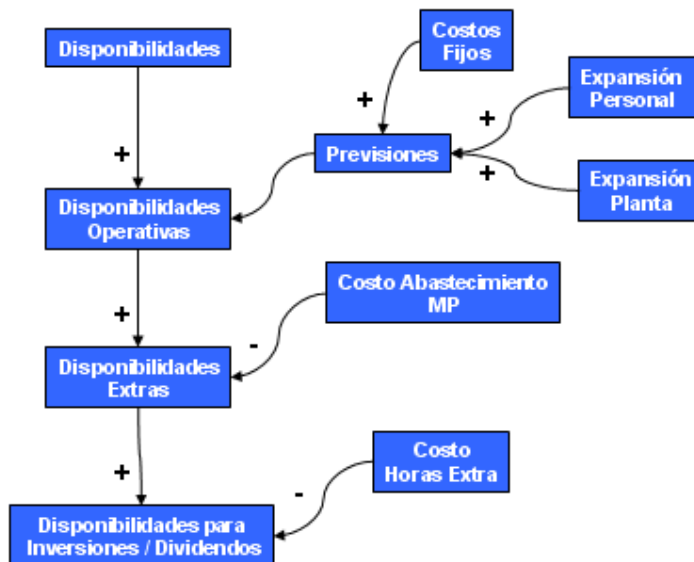 Disponibilidades
Costos
Fijos
+
Expansión
Personal
+
+
Previsiones
+
Expansión
Planta
Disponibilidades
Operativas
+
Costo Abastecimiento
MP
-
Disponibilidades
Extras
+
Costo
Horas Extra
-
Disponibilidades para
Inversiones / Dividendos